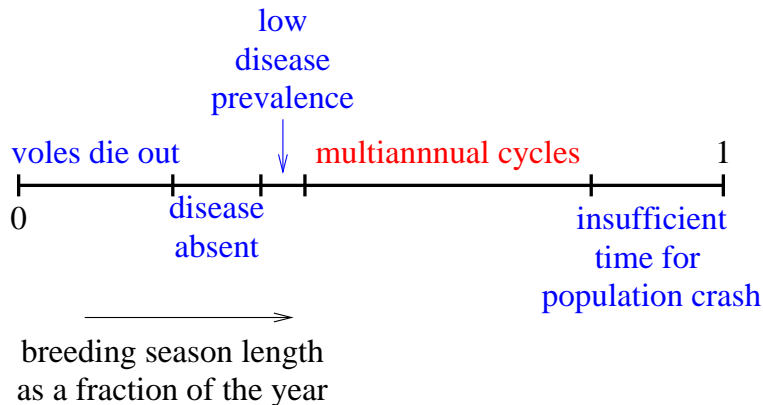 low
disease
prevalence
voles die out
multiannnual cycles
1
0
disease
absent
insufficient
time for
population crash
breeding season length
as a fraction of the year